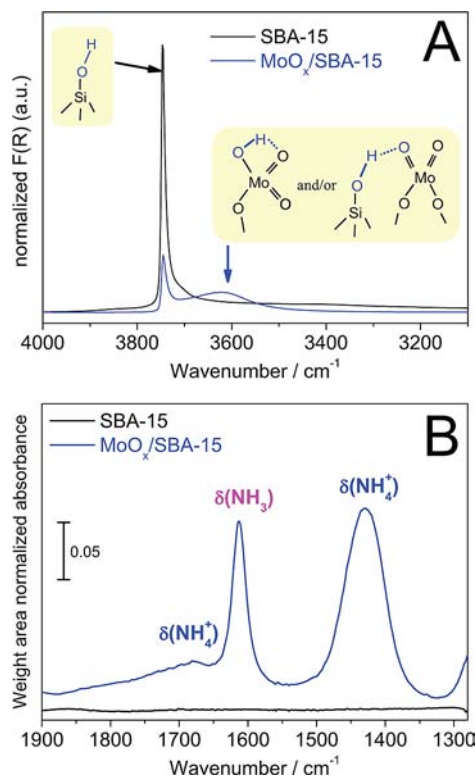 A
SBA-15
MoOₓ/SBA-15
H
O
Si
O H O
Mo
O
O
and/or
H O O
O Mo
Si O O
normalized F(R) (a.u.)
4000 3800 3600 3400 3200
Wavenumber / cm⁻¹
B
SBA-15
MoOₓ/SBA-15
δ(NH₃)
δ(NH₄⁺)
0.05
δ(NH₄⁺)
Weight area normalized absorbance
1900 1800 1700 1600 1500 1400 1300
Wavenumber / cm⁻¹